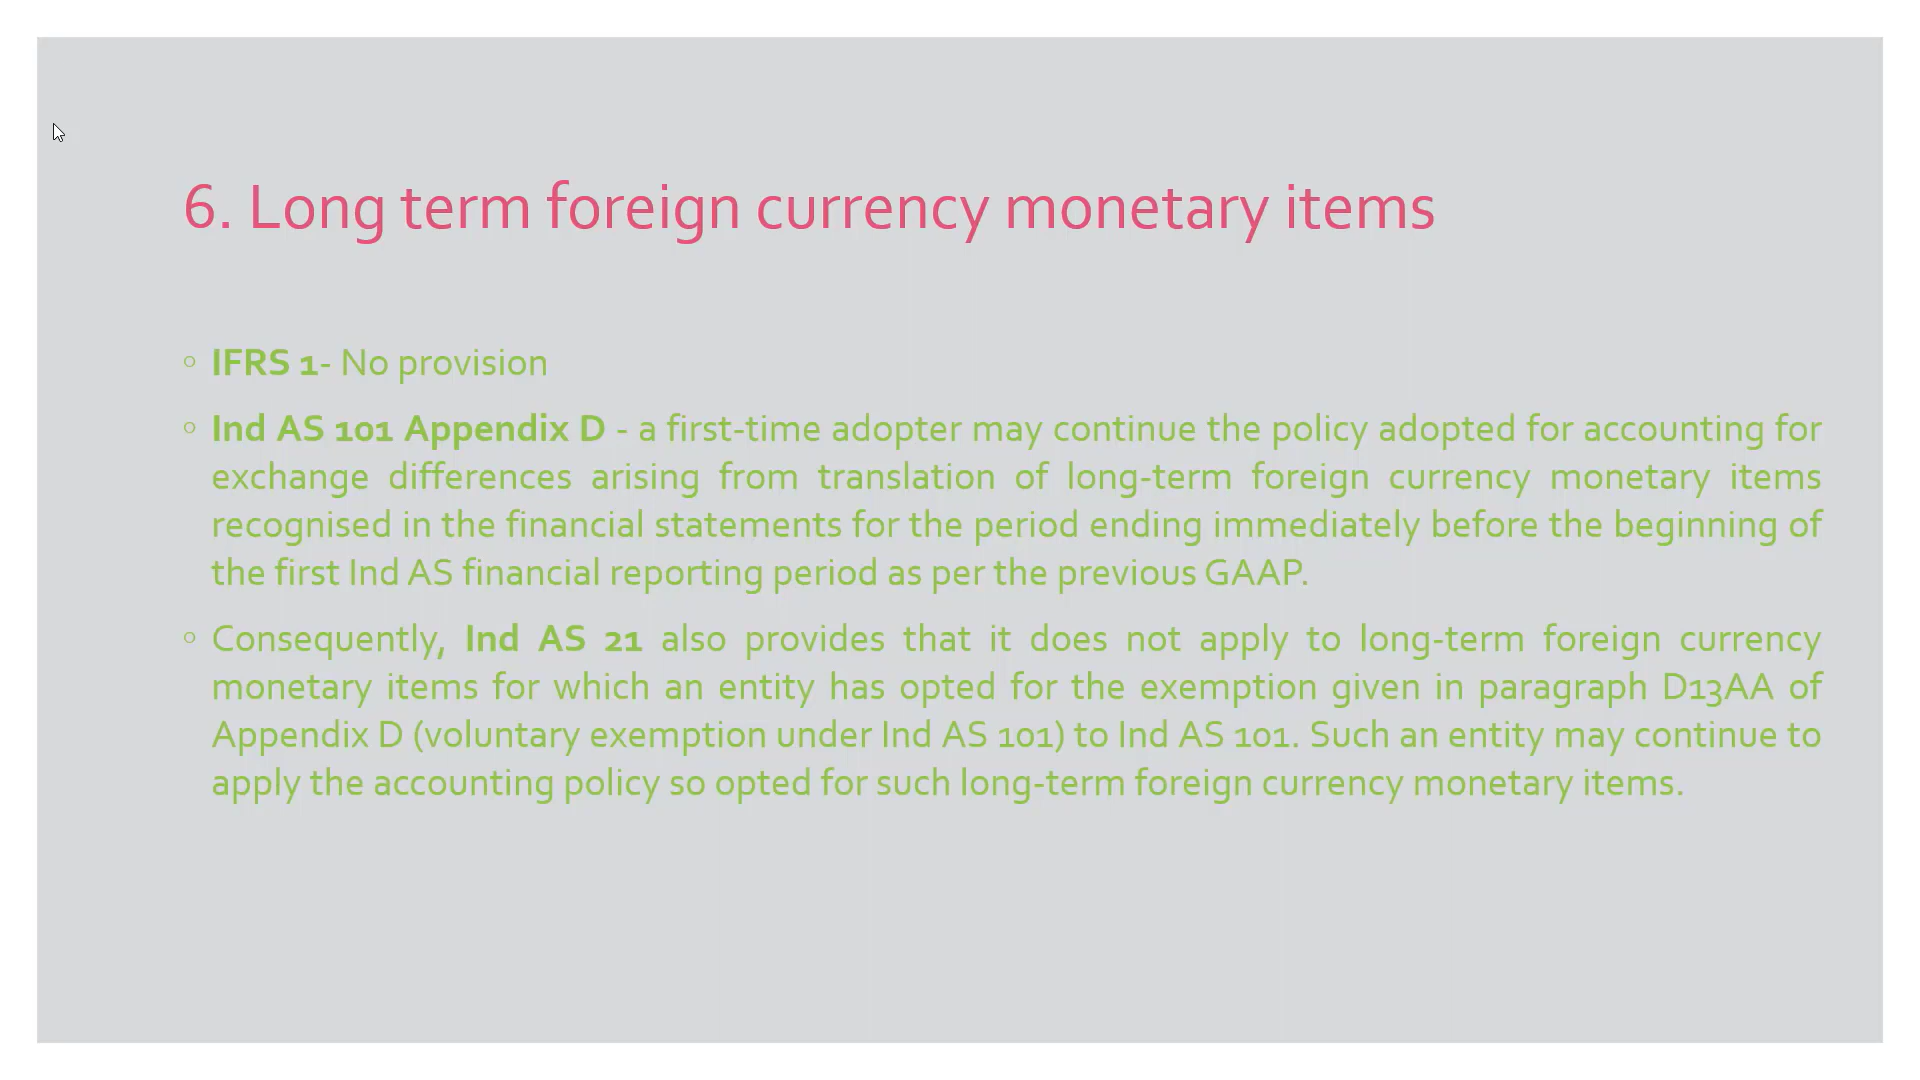 6. Long term foreign currency monetary items
◦ IFRS 1- No provision
◦ Ind AS 101 Appendix D - a first-time adopter may continue the policy adopted for accounting for
exchange differences arising from translation of long-term foreign currency monetary items
recognised in the financial statements for the period ending immediately before the beginning of
the first Ind AS financial reporting period as per the previous GAAP.
◦ Consequently, Ind AS 21 also provides that it does not apply to long-term foreign currency
monetary items for which an entity has opted for the exemption given in paragraph D13AA of
Appendix D (voluntary exemption under Ind AS 101) to Ind AS 101. Such an entity may continue to
apply the accounting policy so opted for such long-term foreign currency monetary items.